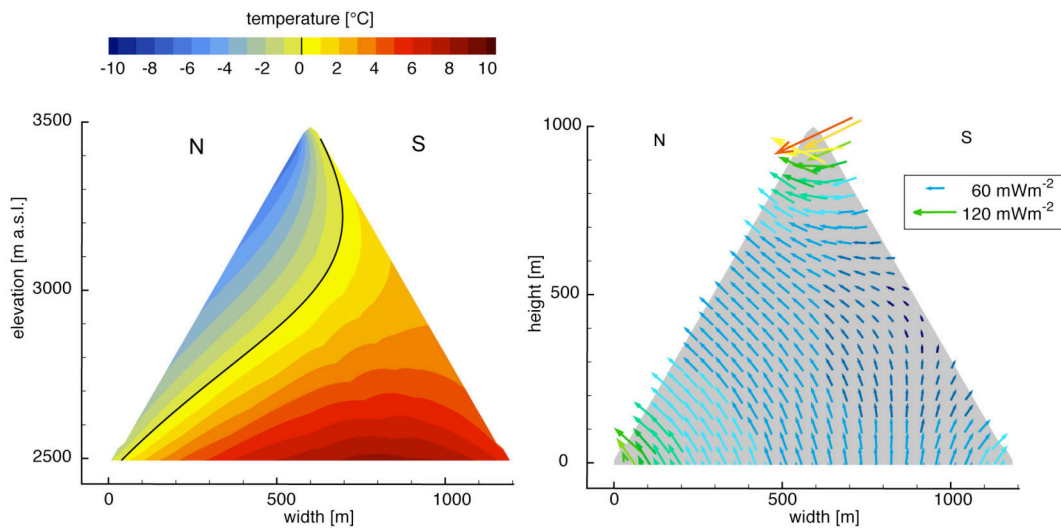 temperature [°C]
-10 -8 -6 -4 -2 0 2 4 6 8 10
3500
3000
2500
elevation [m a.s.l.]
N
S
0 500 1000
width [m]
1000
500
0
height [m]
N
S
60 mWm-2
120 mWm-2
0 500 1000
width [m]